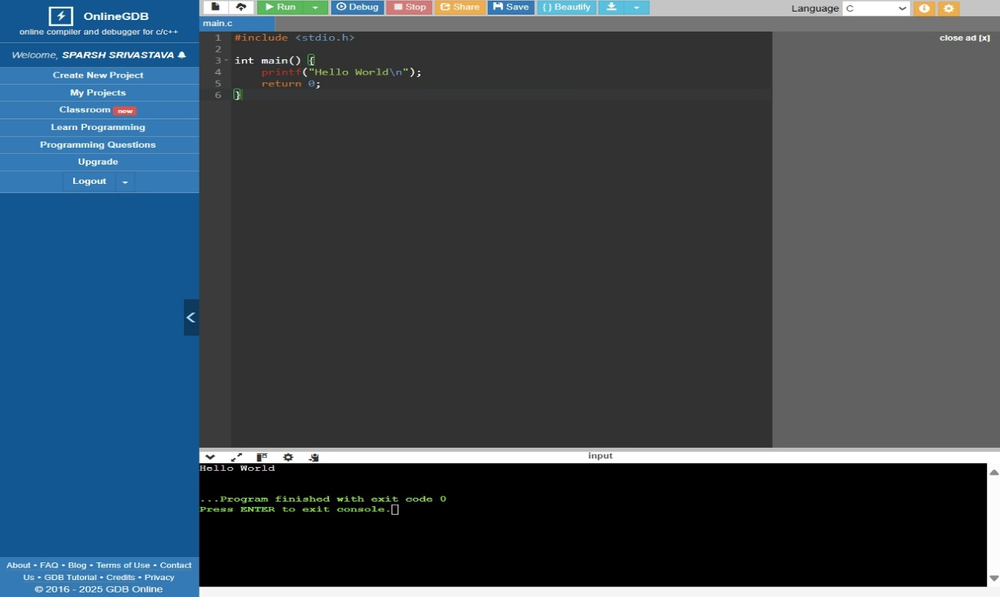 OnlineGDB
online compiler and debugger for c/c++
Welcome, SPARSH SRIVASTAVA
Create New Project
My Projects
Classroom new
Learn Programming
Programming Questions
Upgrade
Logout
About • FAQ • Blog • Terms of Use • Contact
Us • GDB Tutorial • Credits • Privacy
© 2016 - 2025 GDB Online
Run Debug Stop Share Save { } Beautify Language C
main.c
close ad [x]
1 #include <stdio.h>
2
3 int main() {
4     printf("Hello World\n");
5     return 0;
6 }
input
Hello World
...Program finished with exit code 0
Press ENTER to exit console.